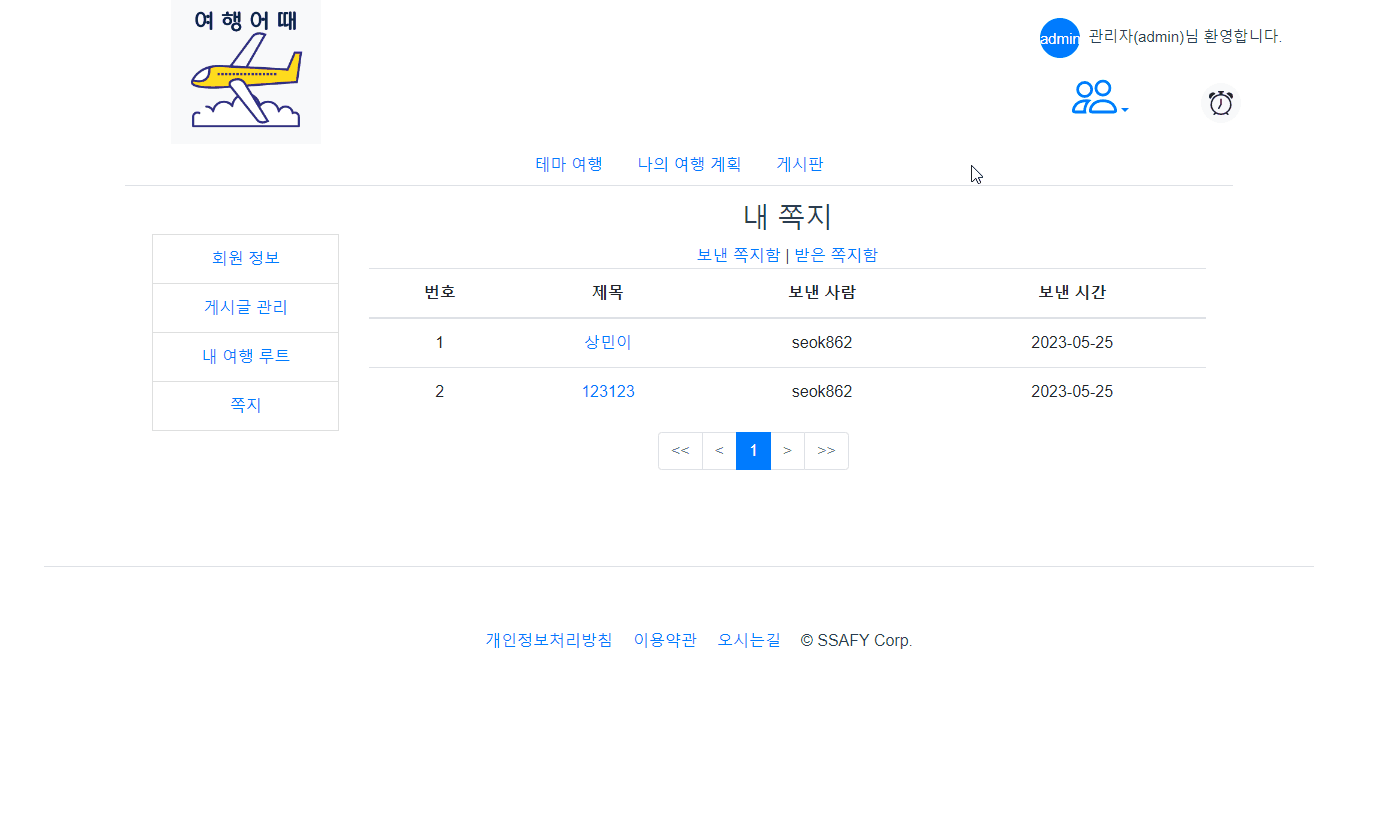 여행어때
admin 관리자(admin)님 환영합니다.
테마 여행 나의 여행 계획 게시판
내 쪽지
보낸 쪽지함 | 받은 쪽지함
회원 정보
게시글 관리
내 여행 루트
쪽지
번호 제목 보낸 사람 보낸 시간
1 상민이 seok862 2023-05-25
2 123123 seok862 2023-05-25
<< < 1 > >>
개인정보처리방침 이용약관 오시는길 © SSAFY Corp.